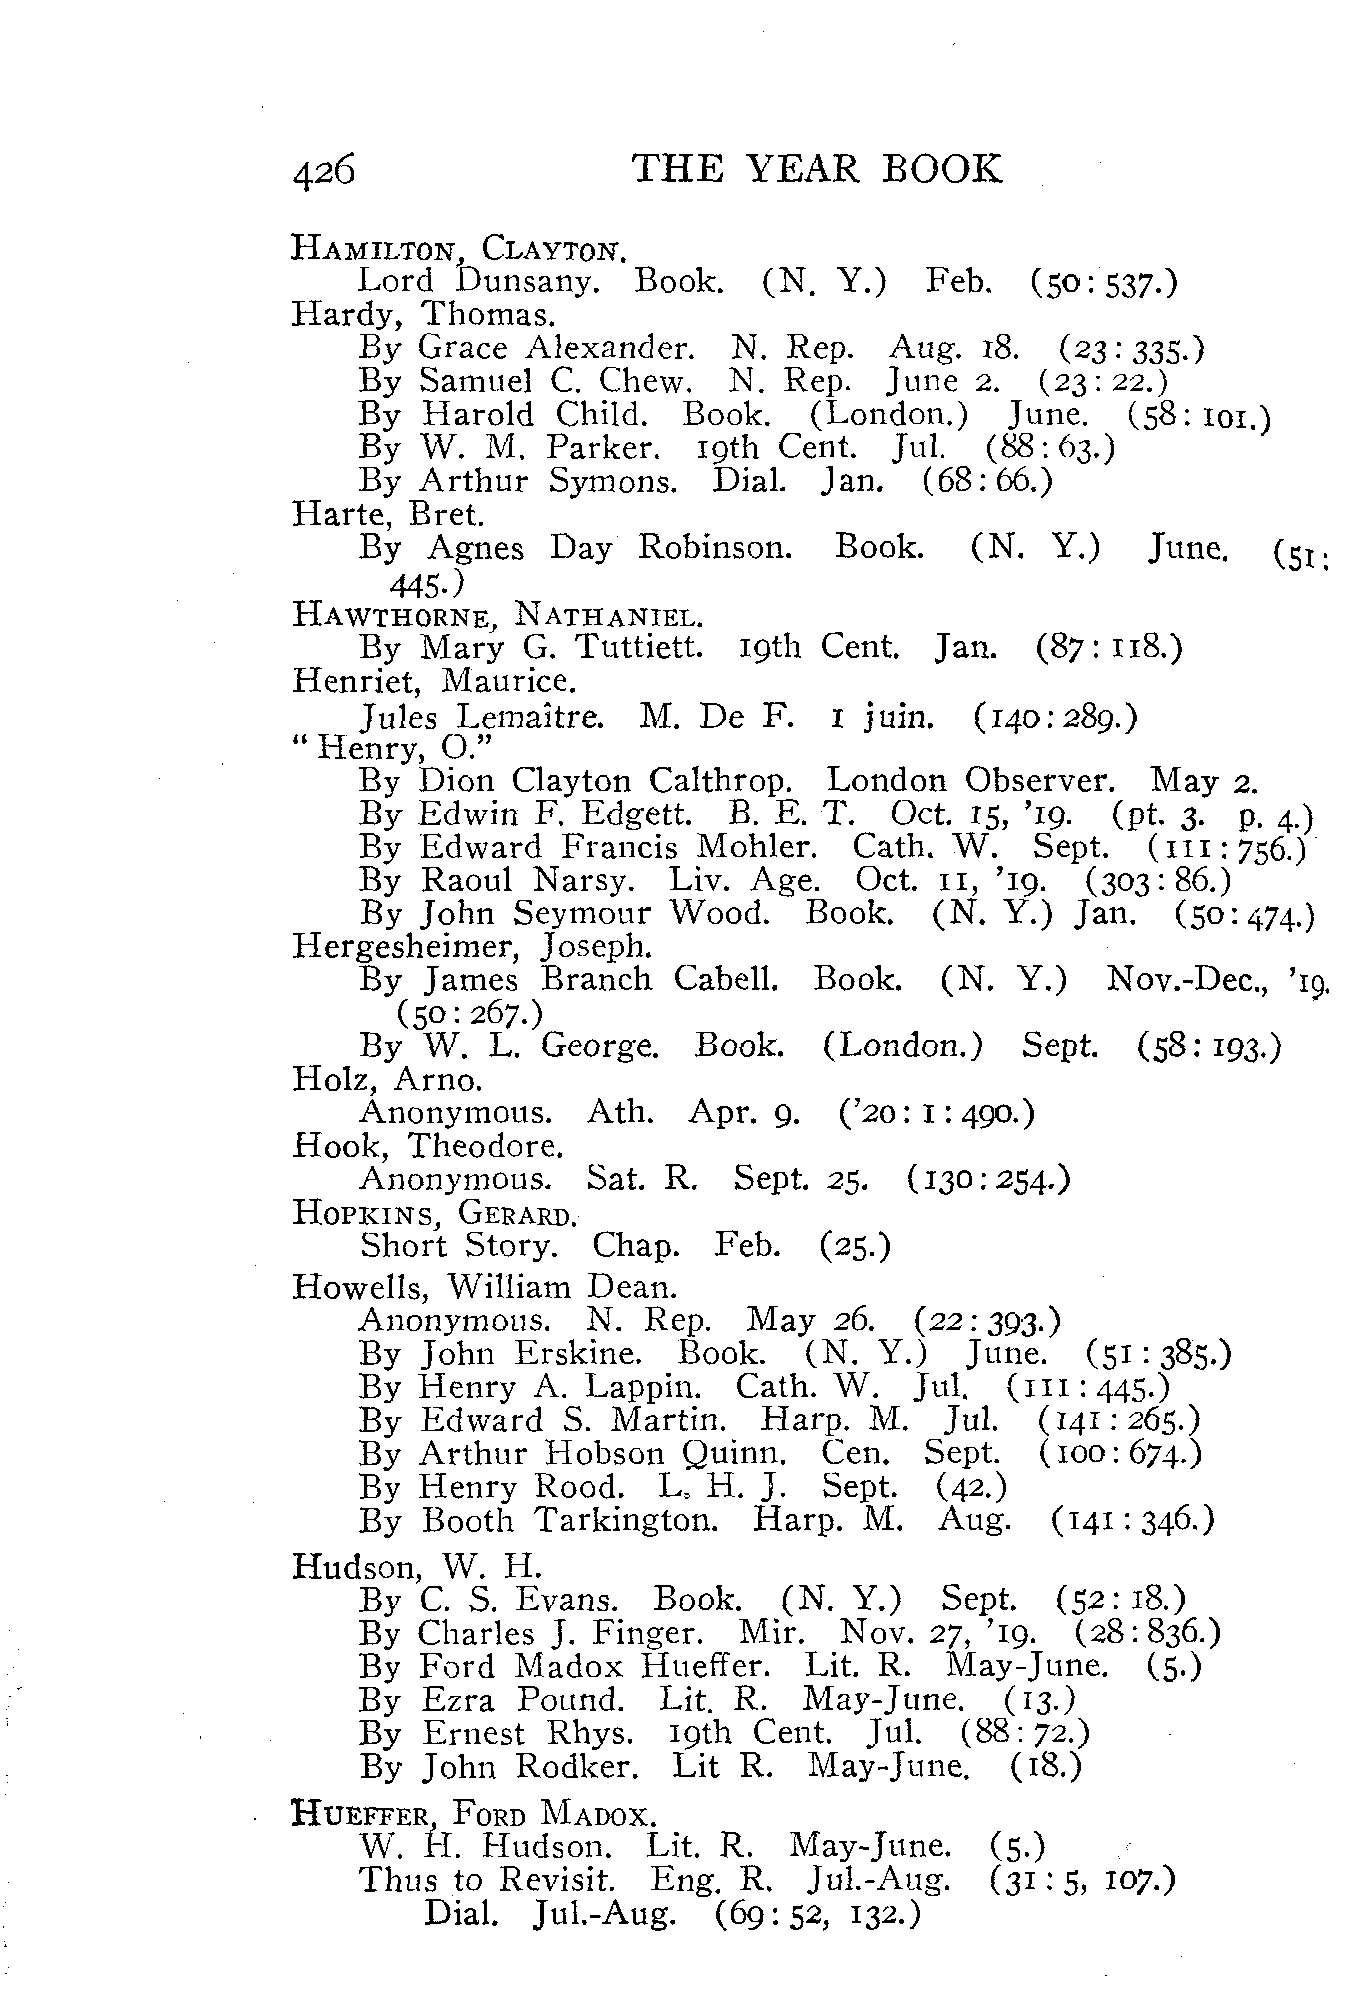 426 THE YEAR BOOK
HAMILTON, CLAYTON.
Lord Dunsany. Book. (N. Y.) Feb. (50: 537.)
Hardy, Thomas.
By Grace Alexander. N. Rep. Aug. 18. (23: 335.)
By Samuel C. Chew. N. Rep. June 2. (23: 22.)
By Harold Child. Book. (London.) June. (58: 101.)
By W. M. Parker. 19th Cent. Jul. (88: 63.)
By Arthur Symons. Dial. Jan. (68: 66.)
Harte, Bret.
By Agnes Day Robinson. Book. (N. Y.) June. (51:
445.)
HAWTHORNE, NATHANIEL.
By Mary G. Tuttiett. 19th Cent. Jan. (87: 118.)
Henriet, Maurice.
Jules Lemaître. M. De F. 1 juin. (140: 289.)
" Henry, O."
By Dion Clayton Calthrop. London Observer. May 2.
By Edwin F. Edgett. B. E. T. Oct. 15, '19. (pt. 3. p. 4.)
By Edward Francis Mohler. Cath. W. Sept. (111: 756.)
By Raoul Narsy. Liv. Age. Oct. 11, '19. (303: 86.)
By John Seymour Wood. Book. (N. Y.) Jan. (50: 474.)
Hergesheimer, Joseph.
By James Branch Cabell. Book. (N. Y.) Nov.-Dec., '19.
(50: 267.)
By W. L. George. Book. (London.) Sept. (58: 193.)
Holz, Arno.
Anonymous. Ath. Apr. 9. ('20: 1: 490.)
Hook, Theodore.
Anonymous. Sat. R. Sept. 25. (130: 254.)
HOPKINS, GERARD.
Short Story. Chap. Feb. (25.)
Howells, William Dean.
Anonymous. N. Rep. May 26. (22: 393.)
By John Erskine. Book. (N. Y.) June. (51: 385.)
By Henry A. Lappin. Cath. W. Jul. (111: 445.)
By Edward S. Martin. Harp. M. Jul. (141: 265.)
By Arthur Hobson Quinn. Cen. Sept. (100: 674.)
By Henry Rood. L. H. J. Sept. (42.)
By Booth Tarkington. Harp. M. Aug. (141: 346.)
Hudson, W. H.
By C. S. Evans. Book. (N. Y.) Sept. (52: 18.)
By Charles J. Finger. Mir. Nov. 27, '19. (28: 836.)
By Ford Madox Hueffer. Lit. R. May-June. (5.)
By Ezra Pound. Lit. R. May-June. (13.)
By Ernest Rhys. 19th Cent. Jul. (88: 72.)
By John Rodker. Lit R. May-June. (18.)
HUEFFER, FORD MADOX.
W. H. Hudson. Lit. R. May-June. (5.)
Thus to Revisit. Eng. R. Jul.-Aug. (31: 5, 107.)
Dial. Jul.-Aug. (69: 52, 132.)